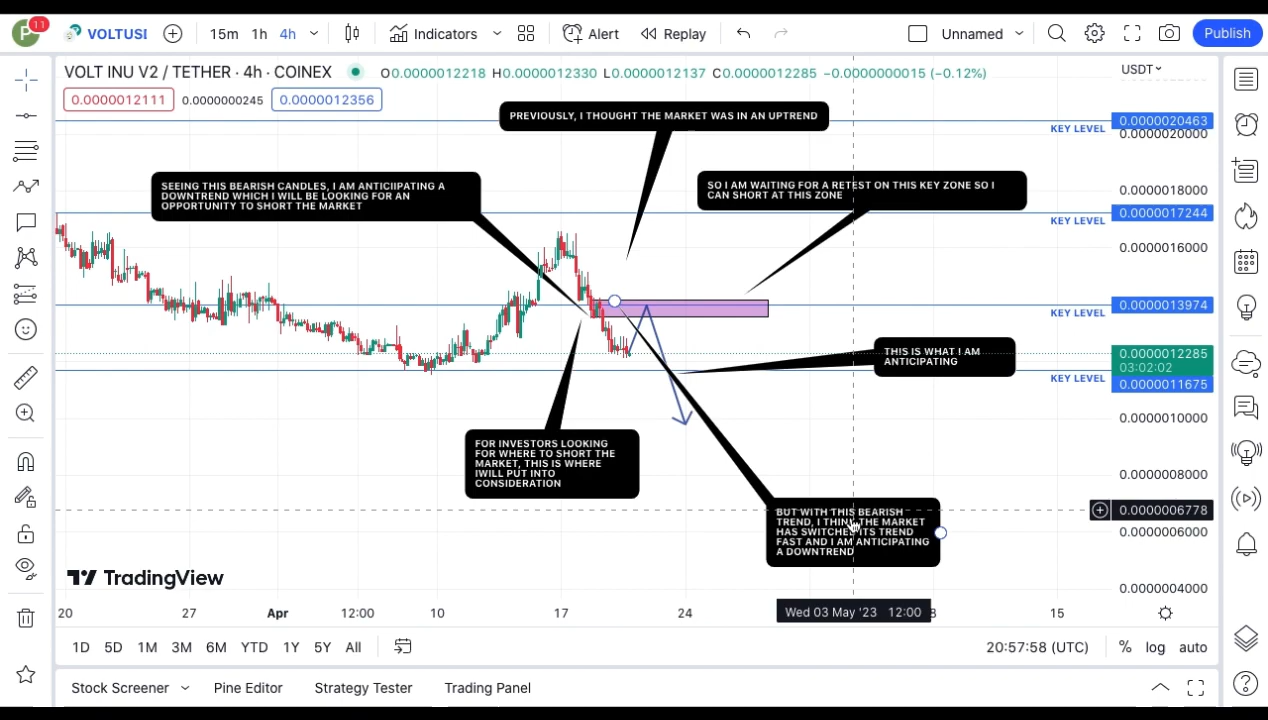 P 11 VOLTUSI 15m 1h 4h Indicators Alert Replay Unnamed Publish
VOLT INU V2 / TETHER · 4h · COINEX O0.0000012218 H0.0000012330 L0.0000012137 C0.0000012285 −0.0000000015 (−0.12%) USDT
0.0000012111 0.0000000245 0.0000012356
PREVIOUSLY, I THOUGHT THE MARKET WAS IN AN UPTREND
KEY LEVEL 0.0000020463
0.0000020000
SEEING THIS BEARISH CANDLES, I AM ANTICIIPATING A
DOWNTREND WHICH I WILL BE LOOKING FOR AN
OPPORTUNITY TO SHORT THE MARKET
SO I AM WAITING FOR A RETEST ON THIS KEY ZONE SO I
CAN SHORT AT THIS ZONE
0.0000018000
KEY LEVEL 0.0000017244
0.0000016000
KEY LEVEL 0.0000013974
THIS IS WHAT I AM
ANTICIPATING
0.0000012285
03:02:02
KEY LEVEL 0.0000011675
0.0000010000
FOR INVESTORS LOOKING
FOR WHERE TO SHORT THE
MARKET, THIS IS WHERE
IWILL PUT INTO
CONSIDERATION
0.0000008000
BUT WITH THIS BEARISH
TREND, I THINK THE MARKET
HAS SWITCHED ITS TREND
FAST AND I AM ANTICIPATING
A DOWNTREND
0.0000006778
0.0000006000
TradingView
0.0000004000
20 27 Apr 12:00 10 17 24 Wed 03 May '23 12:00 8 15
1D 5D 1M 3M 6M YTD 1Y 5Y All 20:57:58 (UTC) % log auto
Stock Screener Pine Editor Strategy Tester Trading Panel